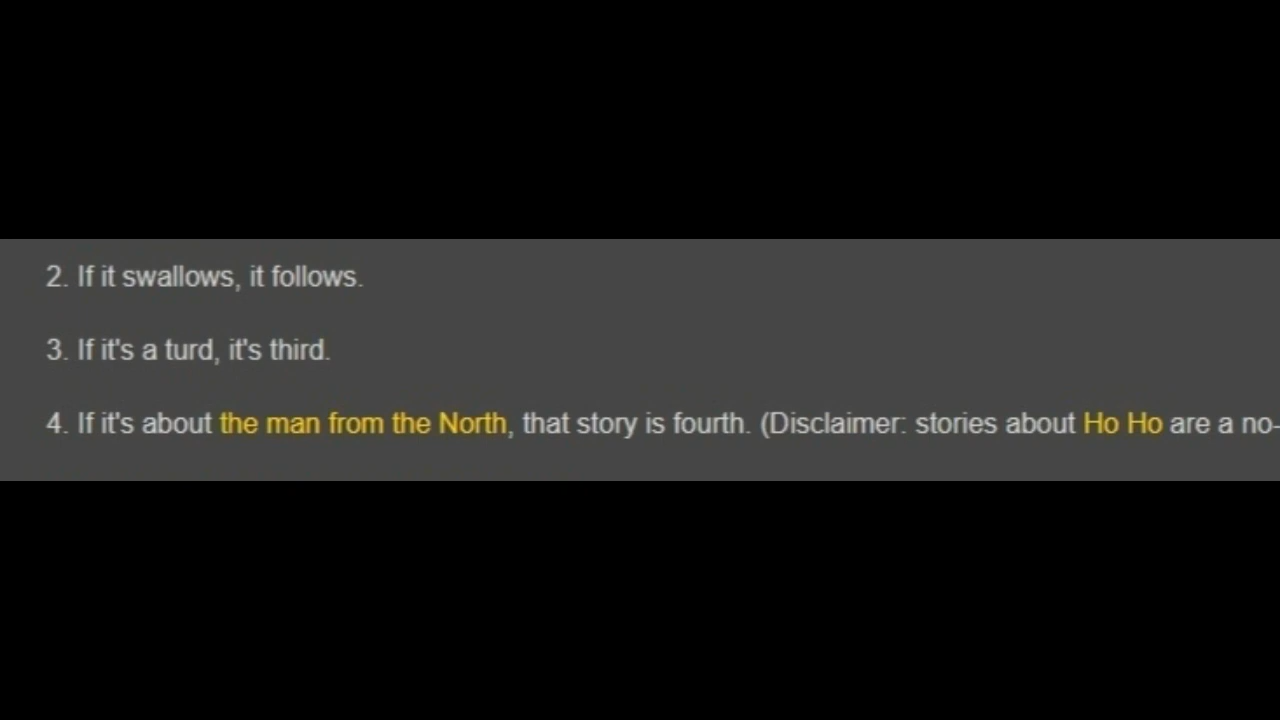 2. If it swallows, it follows.
3. If it's a turd, it's third.
4. If it's about the man from the North, that story is fourth. (Disclaimer: stories about Ho Ho are a no-